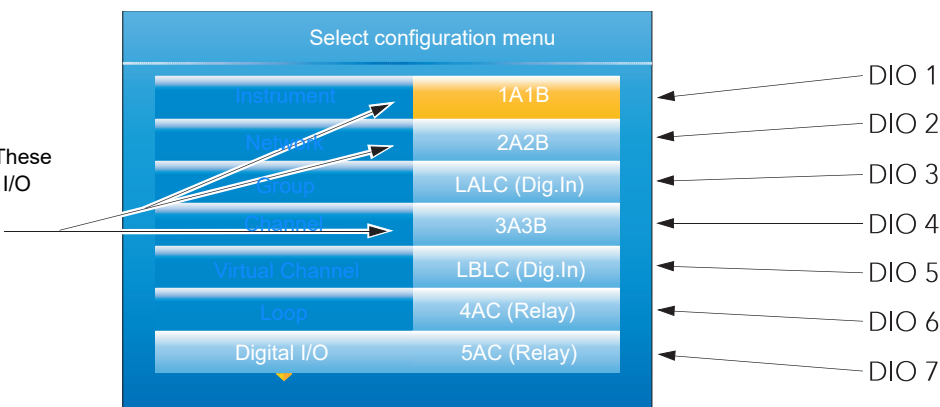 Select configuration menu
Instrument 1A1B DIO 1
Network 2A2B DIO 2
These
I/O
Group LALC (Dig.In) DIO 3
Channel 3A3B DIO 4
Virtual Channel LBLC (Dig.In) DIO 5
Loop 4AC (Relay) DIO 6
Digital I/O 5AC (Relay) DIO 7